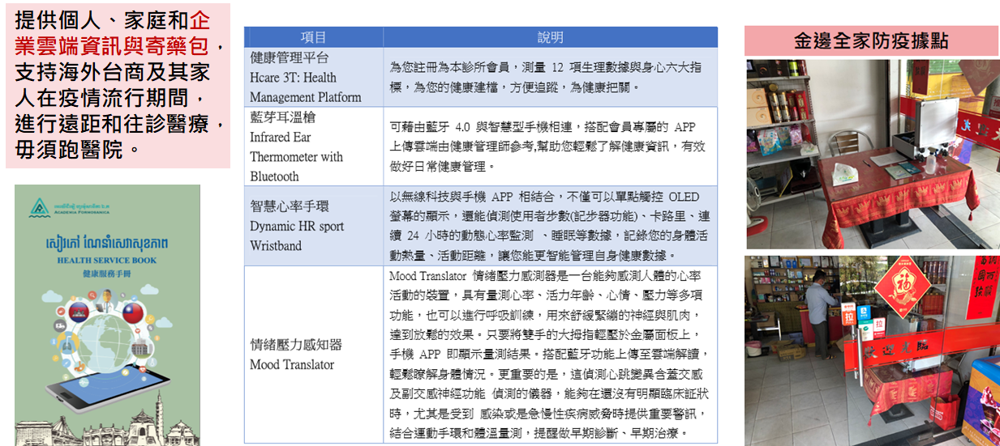 提供個人、家庭和企
業雲端資訊與寄藥包，
支持海外台商及其家
人在疫情流行期間，
進行遠距和往診醫療，
毋須跑醫院。
ACADEMIA FORMOSANICA
សៀវភៅ ណែនាំសេវាសុខភាព
HEALTH SERVICE BOOK
健康服務手冊
項目
說明
健康管理平台
Hcare 3T: Health
Management Platform
為您註冊為本診所會員，測量 12 項生理數據與身心六大指
標，為您的健康建檔，方便追蹤，為健康把關。
藍芽耳溫槍
Infrared Ear
Thermometer with
Bluetooth
可藉由藍牙 4.0 與智慧型手機相連，搭配會員專屬的 APP
上傳雲端由健康管理師參考,幫助您輕鬆了解健康資訊，有效
做好日常健康管理。
智慧心率手環
Dynamic HR sport
Wristband
以無線科技與手機 APP 相結合，不僅可以單點觸控 OLED
螢幕的顯示，還能偵測使用者步數(記步器功能)、卡路里、連
續 24 小時的動態心率監測 、睡眠等數據，記錄您的身體活
動熱量、活動距離，讓您能更智能管理自身健康數據。
情緒壓力感知器
Mood Translator
Mood Translator 情緒壓力感測器是一台能夠感測人體的心率
活動的裝置，具有量測心率、活力年齡、心情、壓力等多項
功能，也可以進行呼吸訓練，用來舒緩緊繃的神經與肌肉，
達到放鬆的效果。只要將雙手的大拇指輕壓於金屬面板上，
手機 APP 即顯示量測結果。搭配藍牙功能上傳至雲端解讀，
輕鬆瞭解身體情況。更重要的是，這偵測心跳變異含蓋交感
及副交感神經功能 偵測的儀器，能夠在還沒有明顯臨床証狀
時，尤其是受到 感染或是急慢性疾病威脅時提供重要警訊，
結合運動手環和體溫量測，提醒做早期診斷、早期治療。
金邊全家防疫據點
福
拉
拉
歡迎光臨